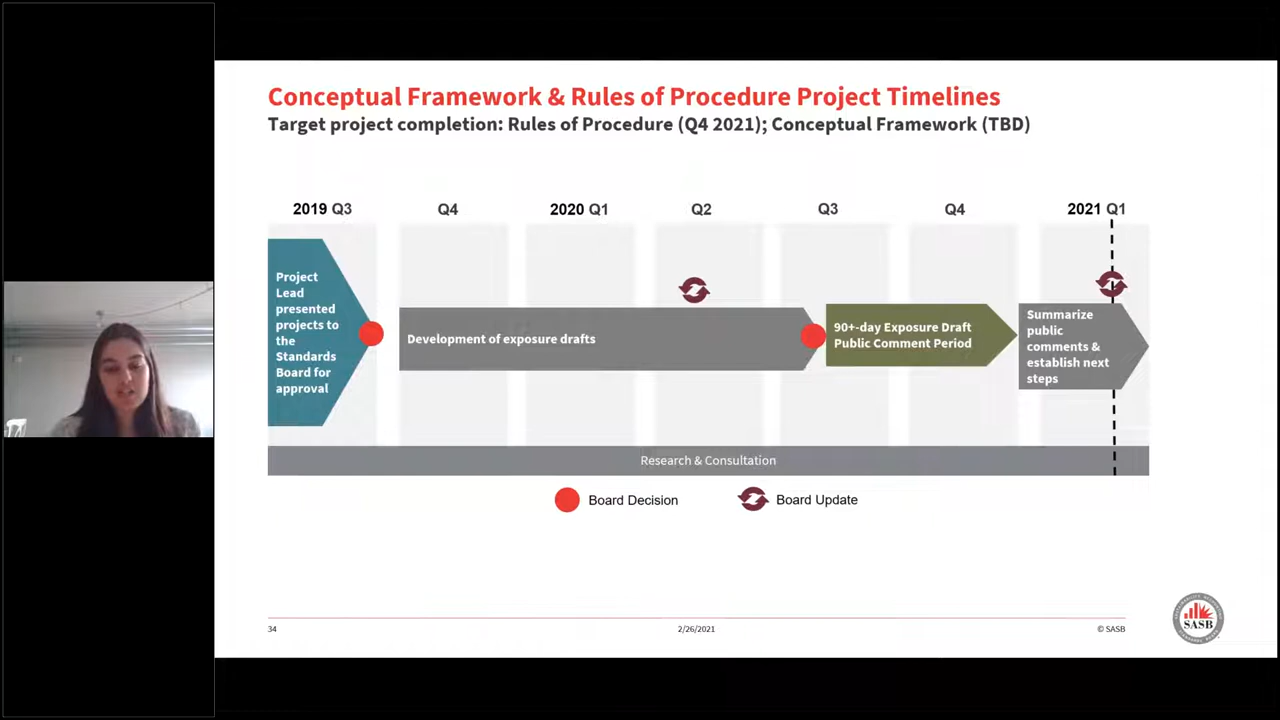 Conceptual Framework & Rules of Procedure Project Timelines
Target project completion: Rules of Procedure (Q4 2021); Conceptual Framework (TBD)
2019 Q3
Q4
2020 Q1
Q2
Q3
Q4
2021 Q1
Project
Lead
presented
projects to
the
Standards
Board for
approval
Development of exposure drafts
90+-day Exposure Draft
Public Comment Period
Summarize
public
comments &
establish next
steps
Research & Consultation
Board Decision
Board Update
34
2/26/2021
© SASB
SASB